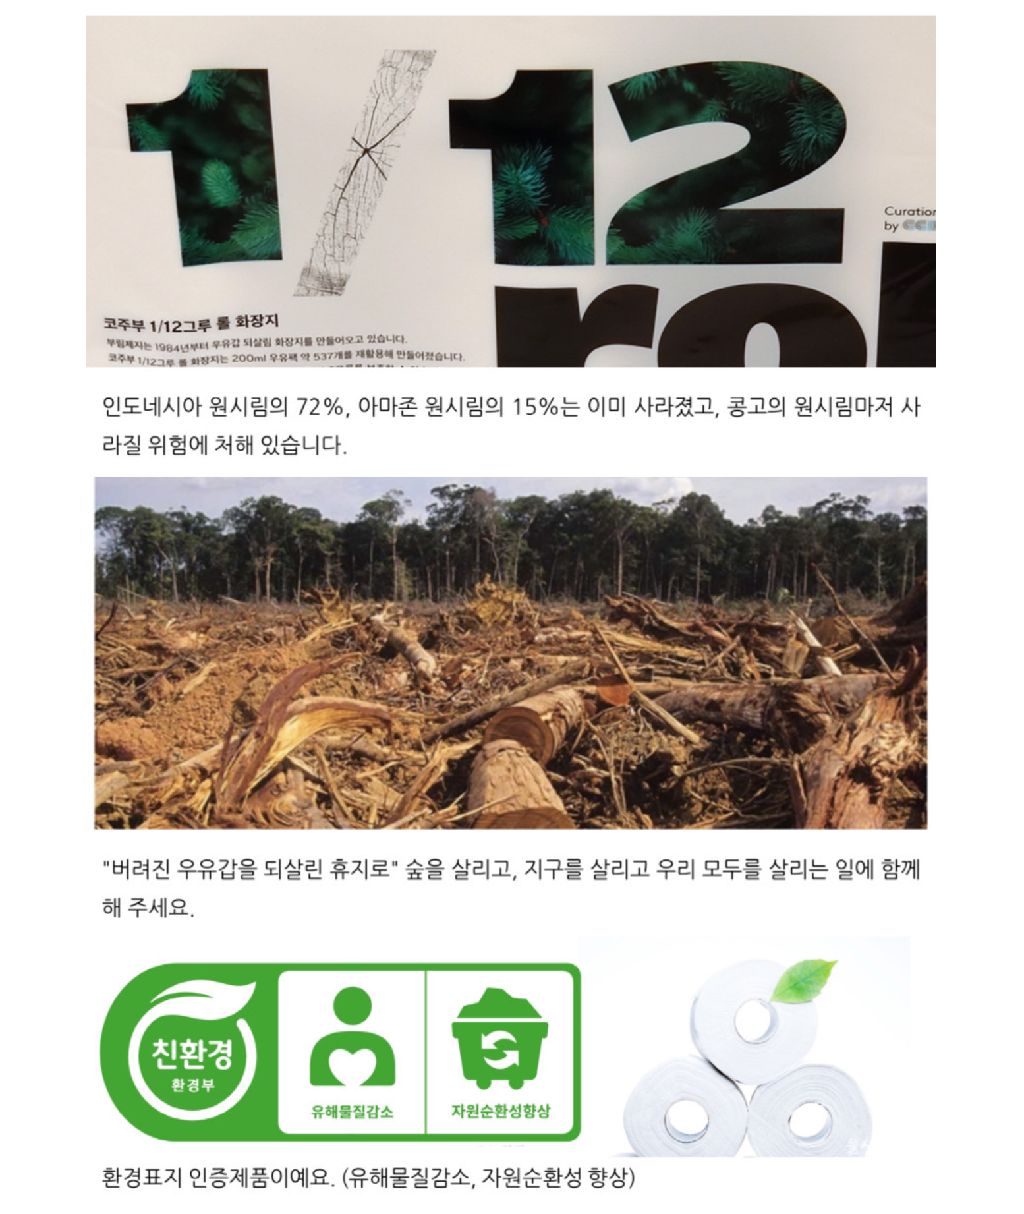 1/12
Curation
by
rol
코주부 1/12그루 롤 화장지
부림제지는 1984년부터 우유갑 되살림 화장지를 만들어오고 있습니다.
코주부 1/12그루 롤 화장지는 200ml 우유팩 약 537개를 재활용해 만들어졌습니다.
인도네시아 원시림의 72%, 아마존 원시림의 15%는 이미 사라졌고, 콩고의 원시림마저 사
라질 위험에 처해 있습니다.
"버려진 우유갑을 되살린 휴지로" 숲을 살리고, 지구를 살리고 우리 모두를 살리는 일에 함께
해 주세요.
친환경
환경부
유해물질감소
자원순환성향상
환경표지 인증제품이예요. (유해물질감소, 자원순환성 향상)